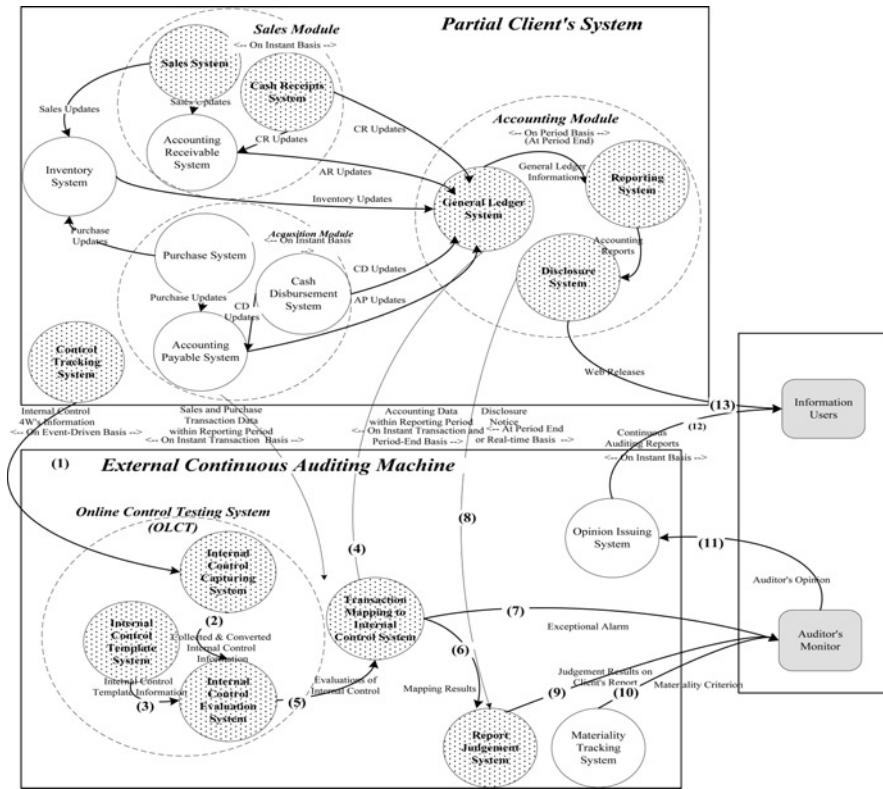 Partial Client's System
Sales Module
<-- On Instant Basis -->
Sales System
Cash Receipts
System
Sales Updates
Sales Updates
CR Updates
CR Updates
Accounting
Receivable
System
AR Updates
Inventory
System
Inventory Updates
Purchase
Updates
Accounting Module
<-- On Period Basis -->
(At Period End)
General Ledger
Information
Reporting
System
General Ledger
System
Accounting
Reports
Disclosure
System
Acqusition Module
<-- On Instant Basis
-->
Purchase System
Cash
Disbursement
System
CD Updates
AP Updates
Purchase Updates
CD
Updates
Accounting
Payable System
Control
Tracking
System
Web Releases
Internal Control
4W's Information
<-- On Event-Driven Basis -->
Sales and Purchase
Transaction Data
within Reporting Period
<-- On Instant Transaction Basis -->
Accounting Data
within Reporting Period
<-- On Instant Transaction and
Period-End Basis -->
Disclosure
Notice
<-- At Period End
or Real-time Basis -->
(13)
(12)
Information
Users
Continuous
Auditing Reports
<-- On Instant Basis -->
(1)
External Continuous Auditing Machine
Online Control Testing System
(OLCT)
(8)
Opinion Issuing
System
(11)
Auditor's Opinion
Internal
Control
Capturing
System
(4)
(2)
Transaction
Mapping to
Internal
Control System
(7)
Exceptional Alarm
Auditor's
Monitor
Internal
Control
Template
System
Collected & Converted
Internal Control
Information
(6)
Internal Control
Template Information
(3)
Internal
Control
Evaluation
System
(5)
Evaluations of
Internal Control
Mapping Results
(9)
Judgement Results on
Client's Report
(10)
Materiality Criterion
Report
Judgement
System
Materiality
Tracking
System